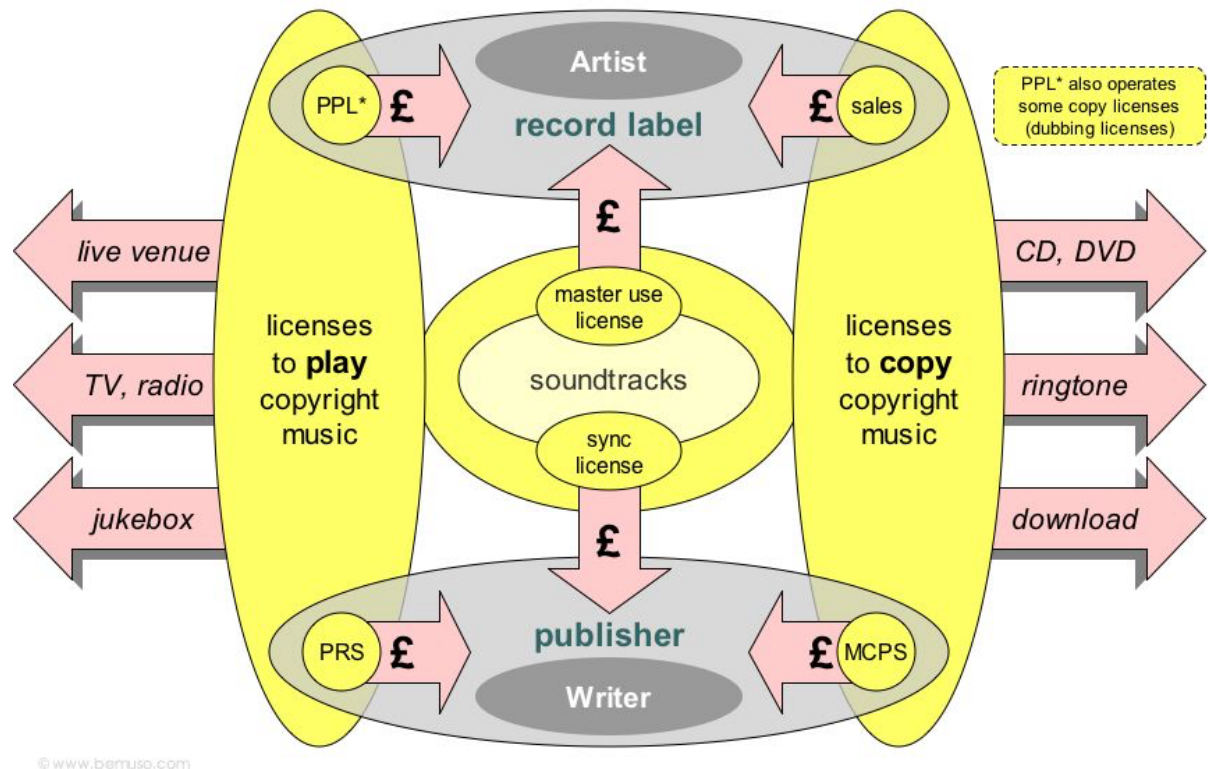 Artist
record label
PPL*
£
£
sales
PPL* also operates
some copy licenses
(dubbing licenses)
£
live venue
TV, radio
jukebox
licenses
to play
copyright
music
master use
license
soundtracks
sync
license
licenses
to copy
copyright
music
CD, DVD
ringtone
download
£
publisher
PRS
£
£
MCPS
Writer
©www.bemuso.com